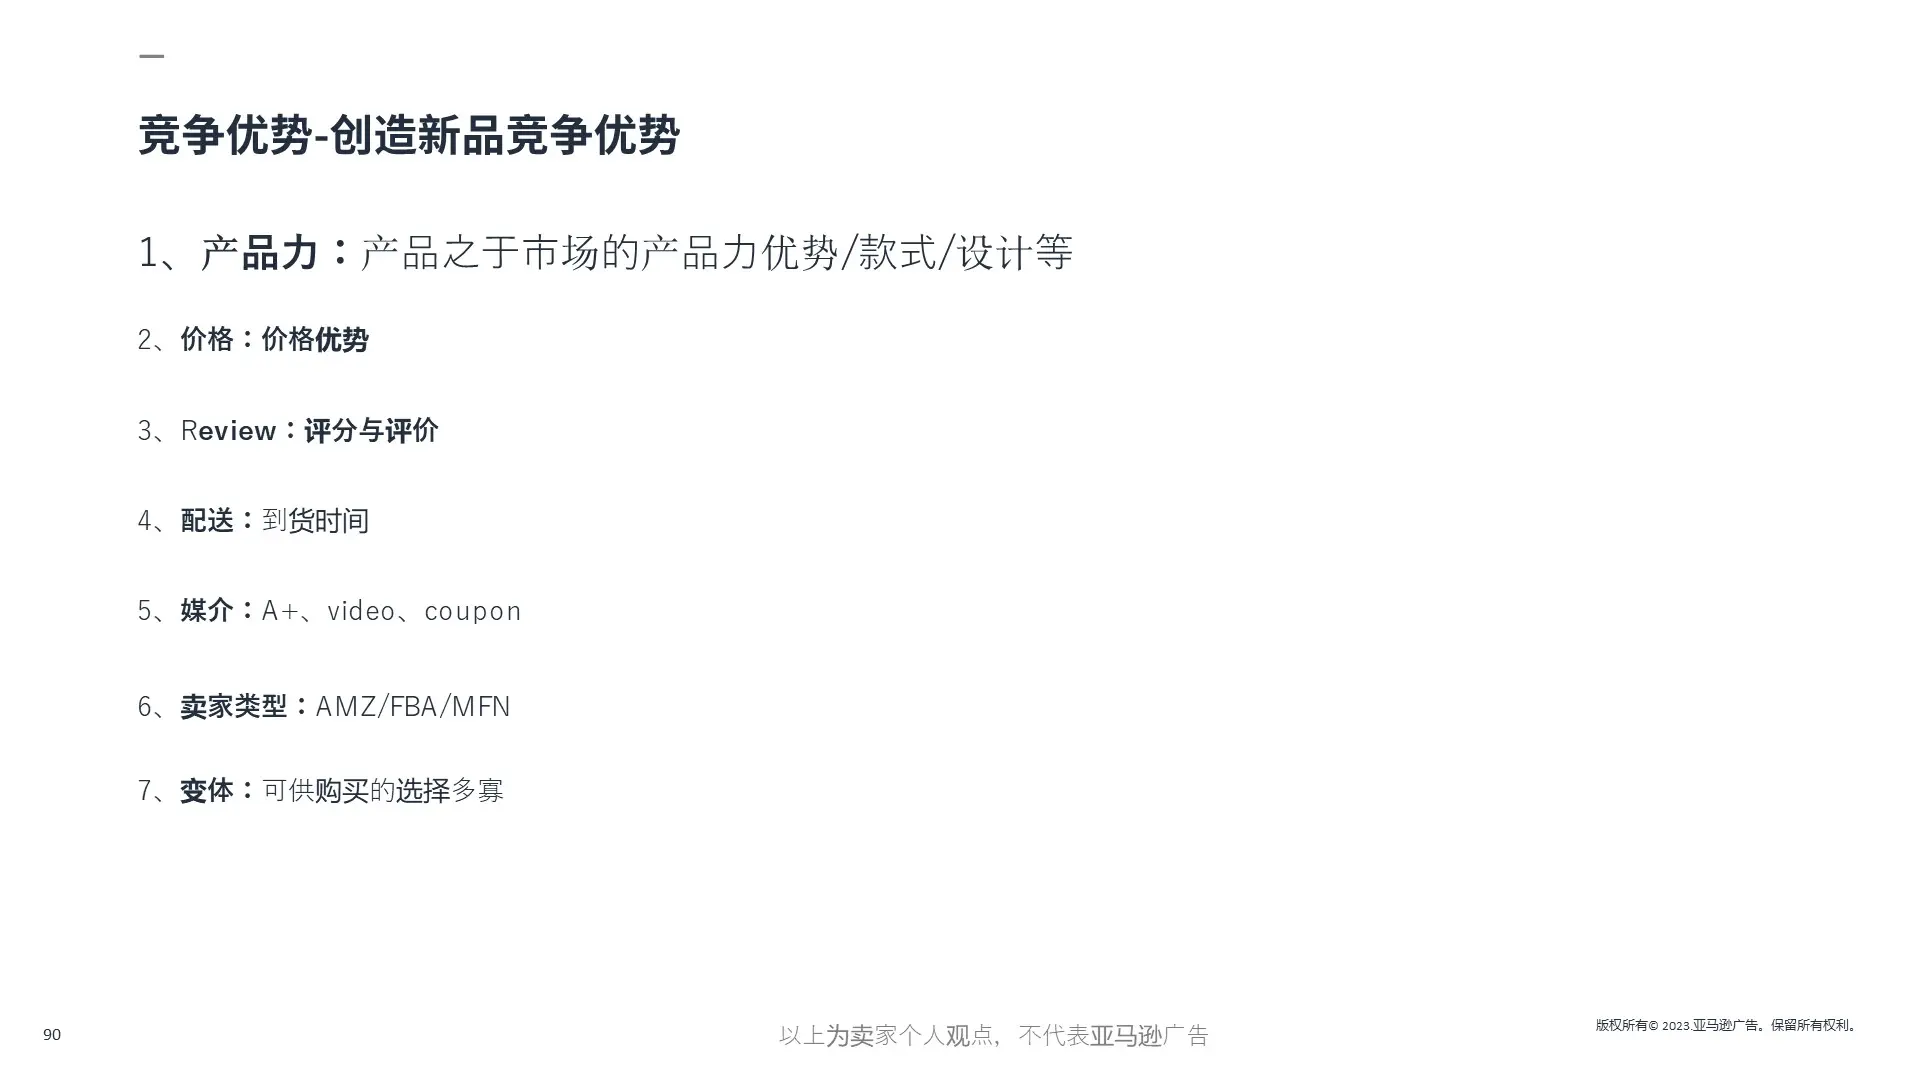 竞争优势-创造新品竞争优势
1、产品力：产品之于市场的产品力优势/款式/设计等
2、价格：价格优势
3、Review：评分与评价
4、配送：到货时间
5、媒介：A+、video、coupon
6、卖家类型：AMZ/FBA/MFN
7、变体：可供购买的选择多寡
90
以上为卖家个人观点，不代表亚马逊广告
版权所有© 2023.亚马逊广告。保留所有权利。